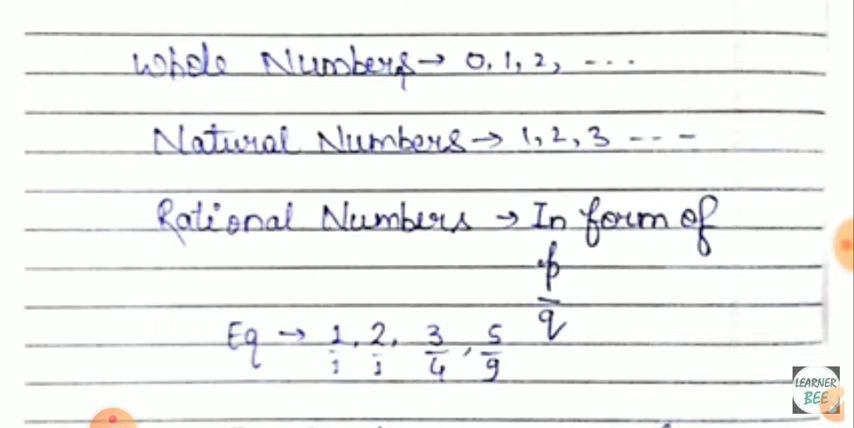 Whole Numbers → 0, 1, 2, ---
Natural Numbers → 1, 2, 3 ---
Rational Numbers → In form of
p/q
Eg → 1/1, 2/1, 3/4, 5/9
LEARNER
BEE